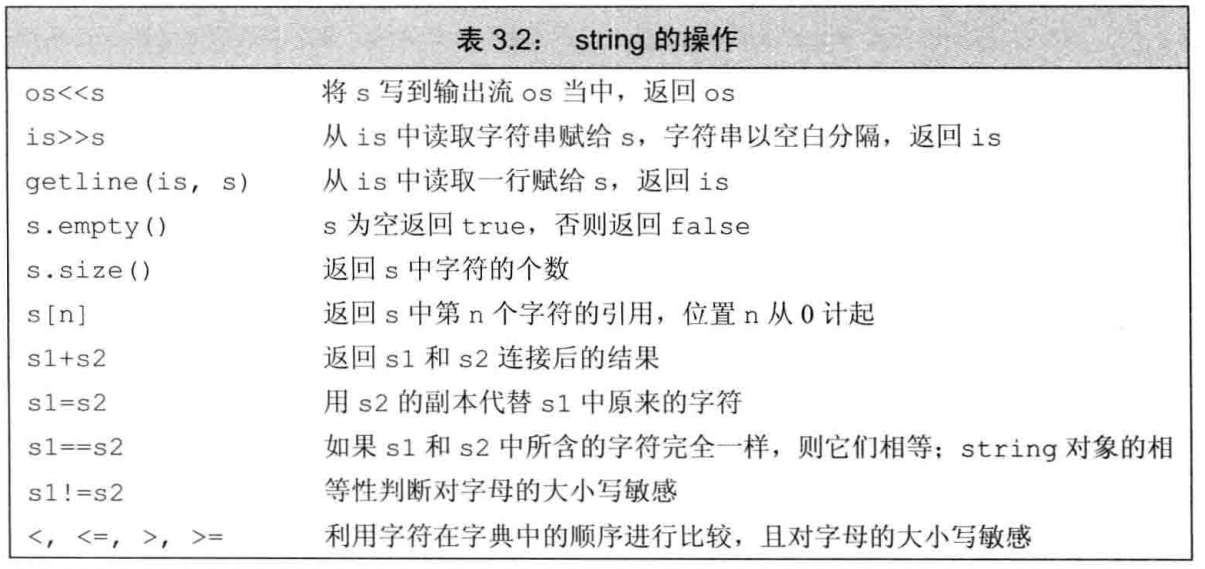 表 3.2： string 的操作
os<<s 将 s 写到输出流 os 当中，返回 os
is>>s 从 is 中读取字符串赋给 s，字符串以空白分隔，返回 is
getline(is, s) 从 is 中读取一行赋给 s，返回 is
s.empty() s 为空返回 true，否则返回 false
s.size() 返回 s 中字符的个数
s[n] 返回 s 中第 n 个字符的引用，位置 n 从 0 计起
s1+s2 返回 s1 和 s2 连接后的结果
s1=s2 用 s2 的副本代替 s1 中原来的字符
s1==s2 如果 s1 和 s2 中所含的字符完全一样，则它们相等；string 对象的相
s1!=s2 等性判断对字母的大小写敏感
<, <=, >, >= 利用字符在字典中的顺序进行比较，且对字母的大小写敏感